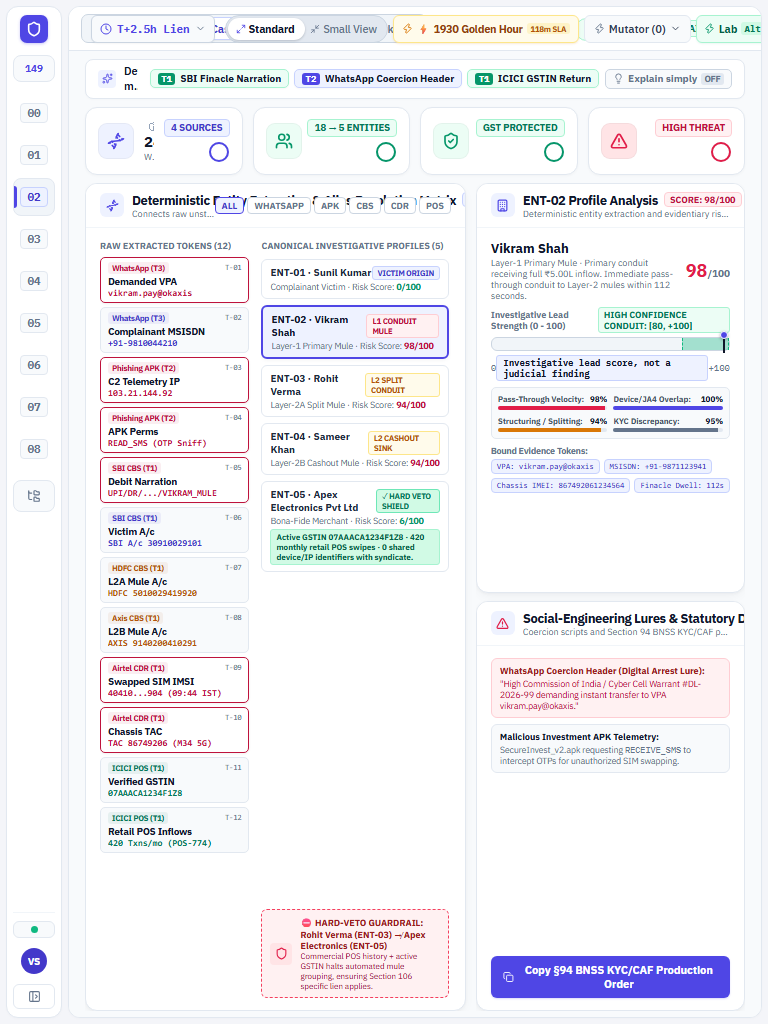 149
00
01
02
03
04
05
06
07
08
VS
T+2.5h Lien
Standard
Small View
1930 Golden Hour 118m SLA
Mutator (0)
Lab Alt
De
m.
T1 SBI Finacle Narration
T2 WhatsApp Coercion Header
T1 ICICI GSTIN Return
Explain simply OFF
4 SOURCES
2
w.
18 → 5 ENTITIES
GST PROTECTED
HIGH THREAT
Deterministic Entity Extraction & Alias Resolution Matrix
Connects raw unst...
ALL
WHATSAPP
APK
CBS
CDR
POS
RAW EXTRACTED TOKENS (12)
WhatsApp (T3) T-01
Demanded VPA
vikram.pay@okaxis
WhatsApp (T3) T-02
Complainant MSISDN
+91-9810044210
Phishing APK (T2) T-03
C2 Telemetry IP
103.21.144.92
Phishing APK (T2) T-04
APK Perms
READ_SMS (OTP Sniff)
SBI CBS (T1) T-05
Debit Narration
UPI/DR/.../VIKRAM_MULE
SBI CBS (T1) T-06
Victim A/c
SBI A/c 30910029101
HDFC CBS (T1) T-07
L2A Mule A/c
HDFC 5010029419920
Axis CBS (T1) T-08
L2B Mule A/c
AXIS 9140200410291
Airtel CDR (T1) T-09
Swapped SIM IMSI
40410...904 (09:44 IST)
Airtel CDR (T1) T-10
Chassis TAC
TAC 86749206 (M34 5G)
ICICI POS (T1) T-11
Verified GSTIN
07AAACA1234F1Z8
ICICI POS (T1) T-12
Retail POS Inflows
420 Txns/mo (POS-774)
CANONICAL INVESTIGATIVE PROFILES (5)
ENT-01 · Sunil Kumar VICTIM ORIGIN
Complainant Victim · Risk Score: 0/100
ENT-02 · Vikram
Shah
L1 CONDUIT
MULE
Layer-1 Primary Mule · Risk Score: 98/100
ENT-03 · Rohit
Verma
L2 SPLIT
CONDUIT
Layer-2A Split Mule · Risk Score: 94/100
ENT-04 · Sameer
Khan
L2 CASHOUT
SINK
Layer-2B Cashout Mule · Risk Score: 94/100
ENT-05 · Apex
Electronics Pvt Ltd
✓ HARD VETO
SHIELD
Bona-Fide Merchant · Risk Score: 6/100
Active GSTIN 07AAACA1234F1Z8 · 420
monthly retail POS swipes · 0 shared
device/IP identifiers with syndicate.
⛔ HARD-VETO GUARDRAIL:
Rohit Verma (ENT-03) ↛ Apex
Electronics (ENT-05)
Commercial POS history + active
GSTIN halts automated mule
grouping, ensuring Section 106
specific lien applies.
ENT-02 Profile Analysis
SCORE: 98/100
Deterministic entity extraction and evidentiary ris...
Vikram Shah
Layer-1 Primary Mule · Primary conduit
receiving full ₹5.00L inflow. Immediate pass-
through conduit to Layer-2 mules within 112
seconds.
98/100
Investigative Lead
Strength (0 - 100)
HIGH CONFIDENCE
CONDUIT: [80, +100]
0
Investigative lead score, not a
judicial finding
+100
Pass-Through Velocity: 98%
Device/JA4 Overlap: 100%
Structuring / Splitting: 94%
KYC Discrepancy: 95%
Bound Evidence Tokens:
VPA: vikram.pay@okaxis
MSISDN: +91-9871123941
Chassis IMEI: 867492061234564
Finacle Dwell: 112s
Social-Engineering Lures & Statutory D
Coercion scripts and Section 94 BNSS KYC/CAF p...
WhatsApp Coercion Header (Digital Arrest Lure):
"High Commission of India / Cyber Cell Warrant #DL-
2026-99 demanding instant transfer to VPA
vikram.pay@okaxis."
Malicious Investment APK Telemetry:
SecureInvest_v2.apk requesting RECEIVE_SMS to
intercept OTPs for unauthorized SIM swapping.
Copy §94 BNSS KYC/CAF Production
Order